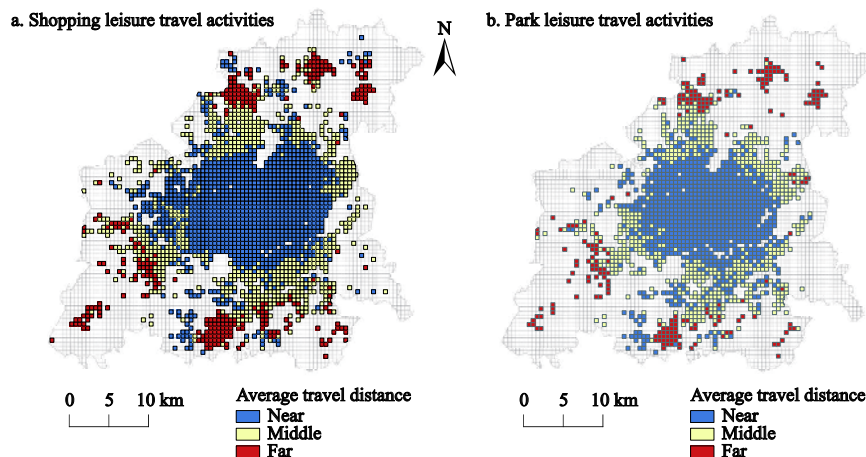 a. Shopping leisure travel activities
N
b. Park leisure travel activities
0 5 10 km
Average travel distance
Near
Middle
Far
0 5 10 km
Average travel distance
Near
Middle
Far